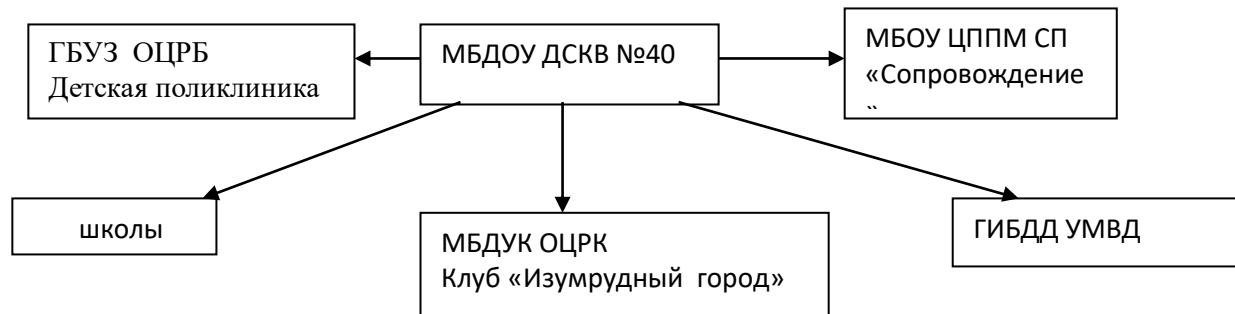 ГБУЗ ОЦРБ
Детская поликлиника
МБДОУ ДСКВ №40
МБОУ ЦППМ СП
«Сопровождение
»
школы
МБДУК ОЦРК
Клуб «Изумрудный город»
ГИБДД УМВД